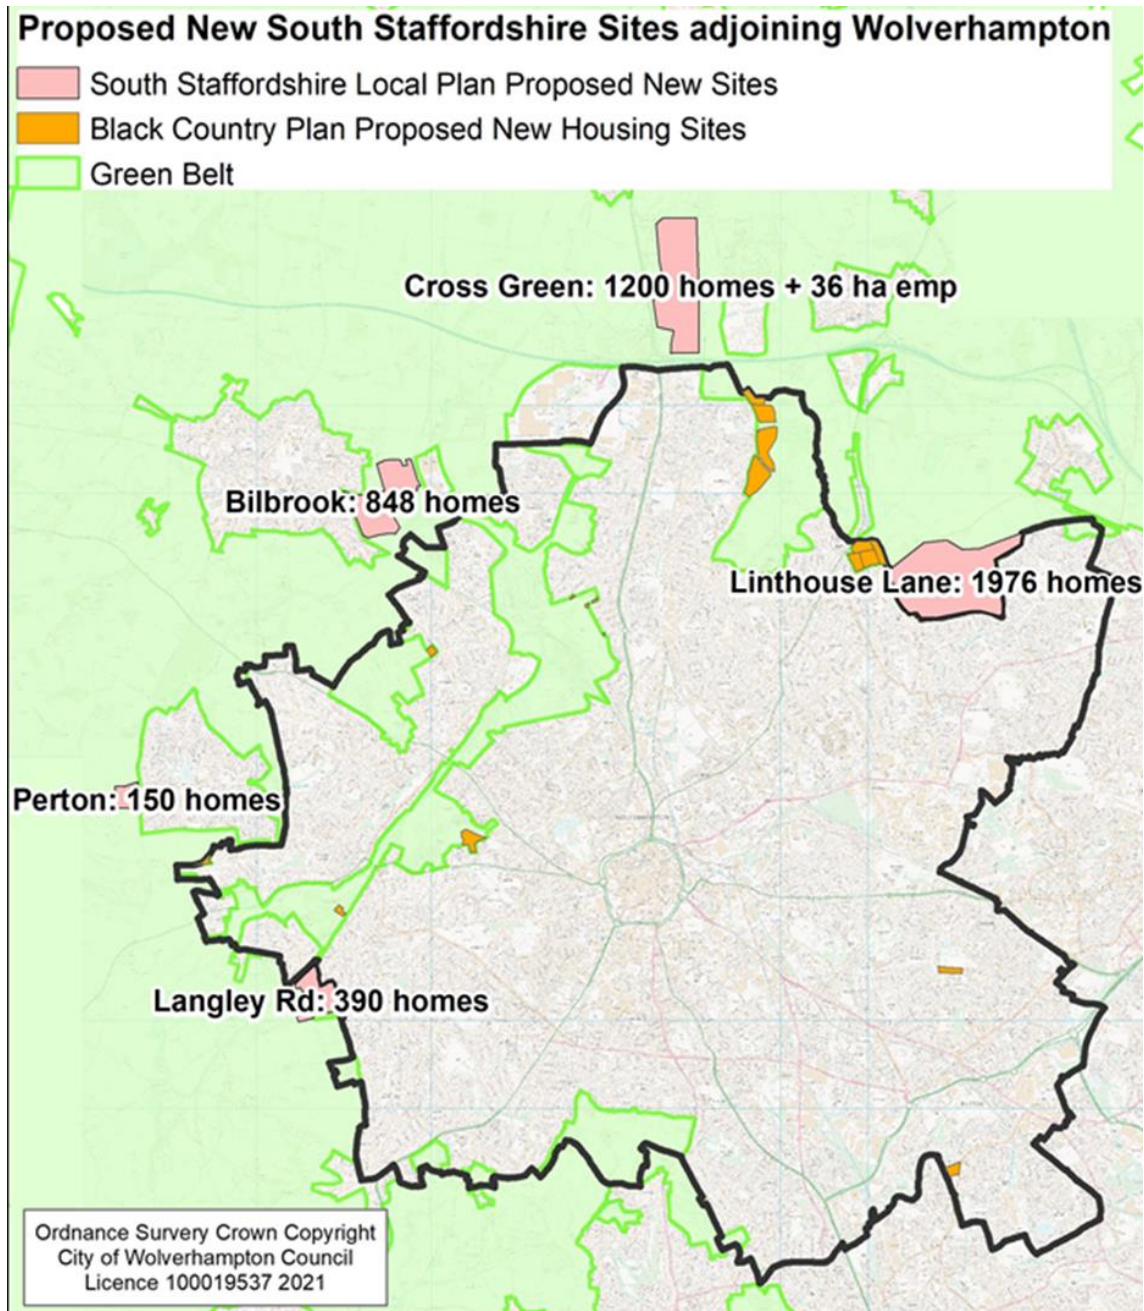 Proposed New South Staffordshire Sites adjoining Wolverhampton
South Staffordshire Local Plan Proposed New Sites
Black Country Plan Proposed New Housing Sites
Green Belt
Cross Green: 1200 homes + 36 ha emp
Bilbrook: 848 homes
Linthouse Lane: 1976 homes
Perton: 150 homes
Langley Rd: 390 homes
Ordnance Survery Crown Copyright
City of Wolverhampton Council
Licence 100019537 2021